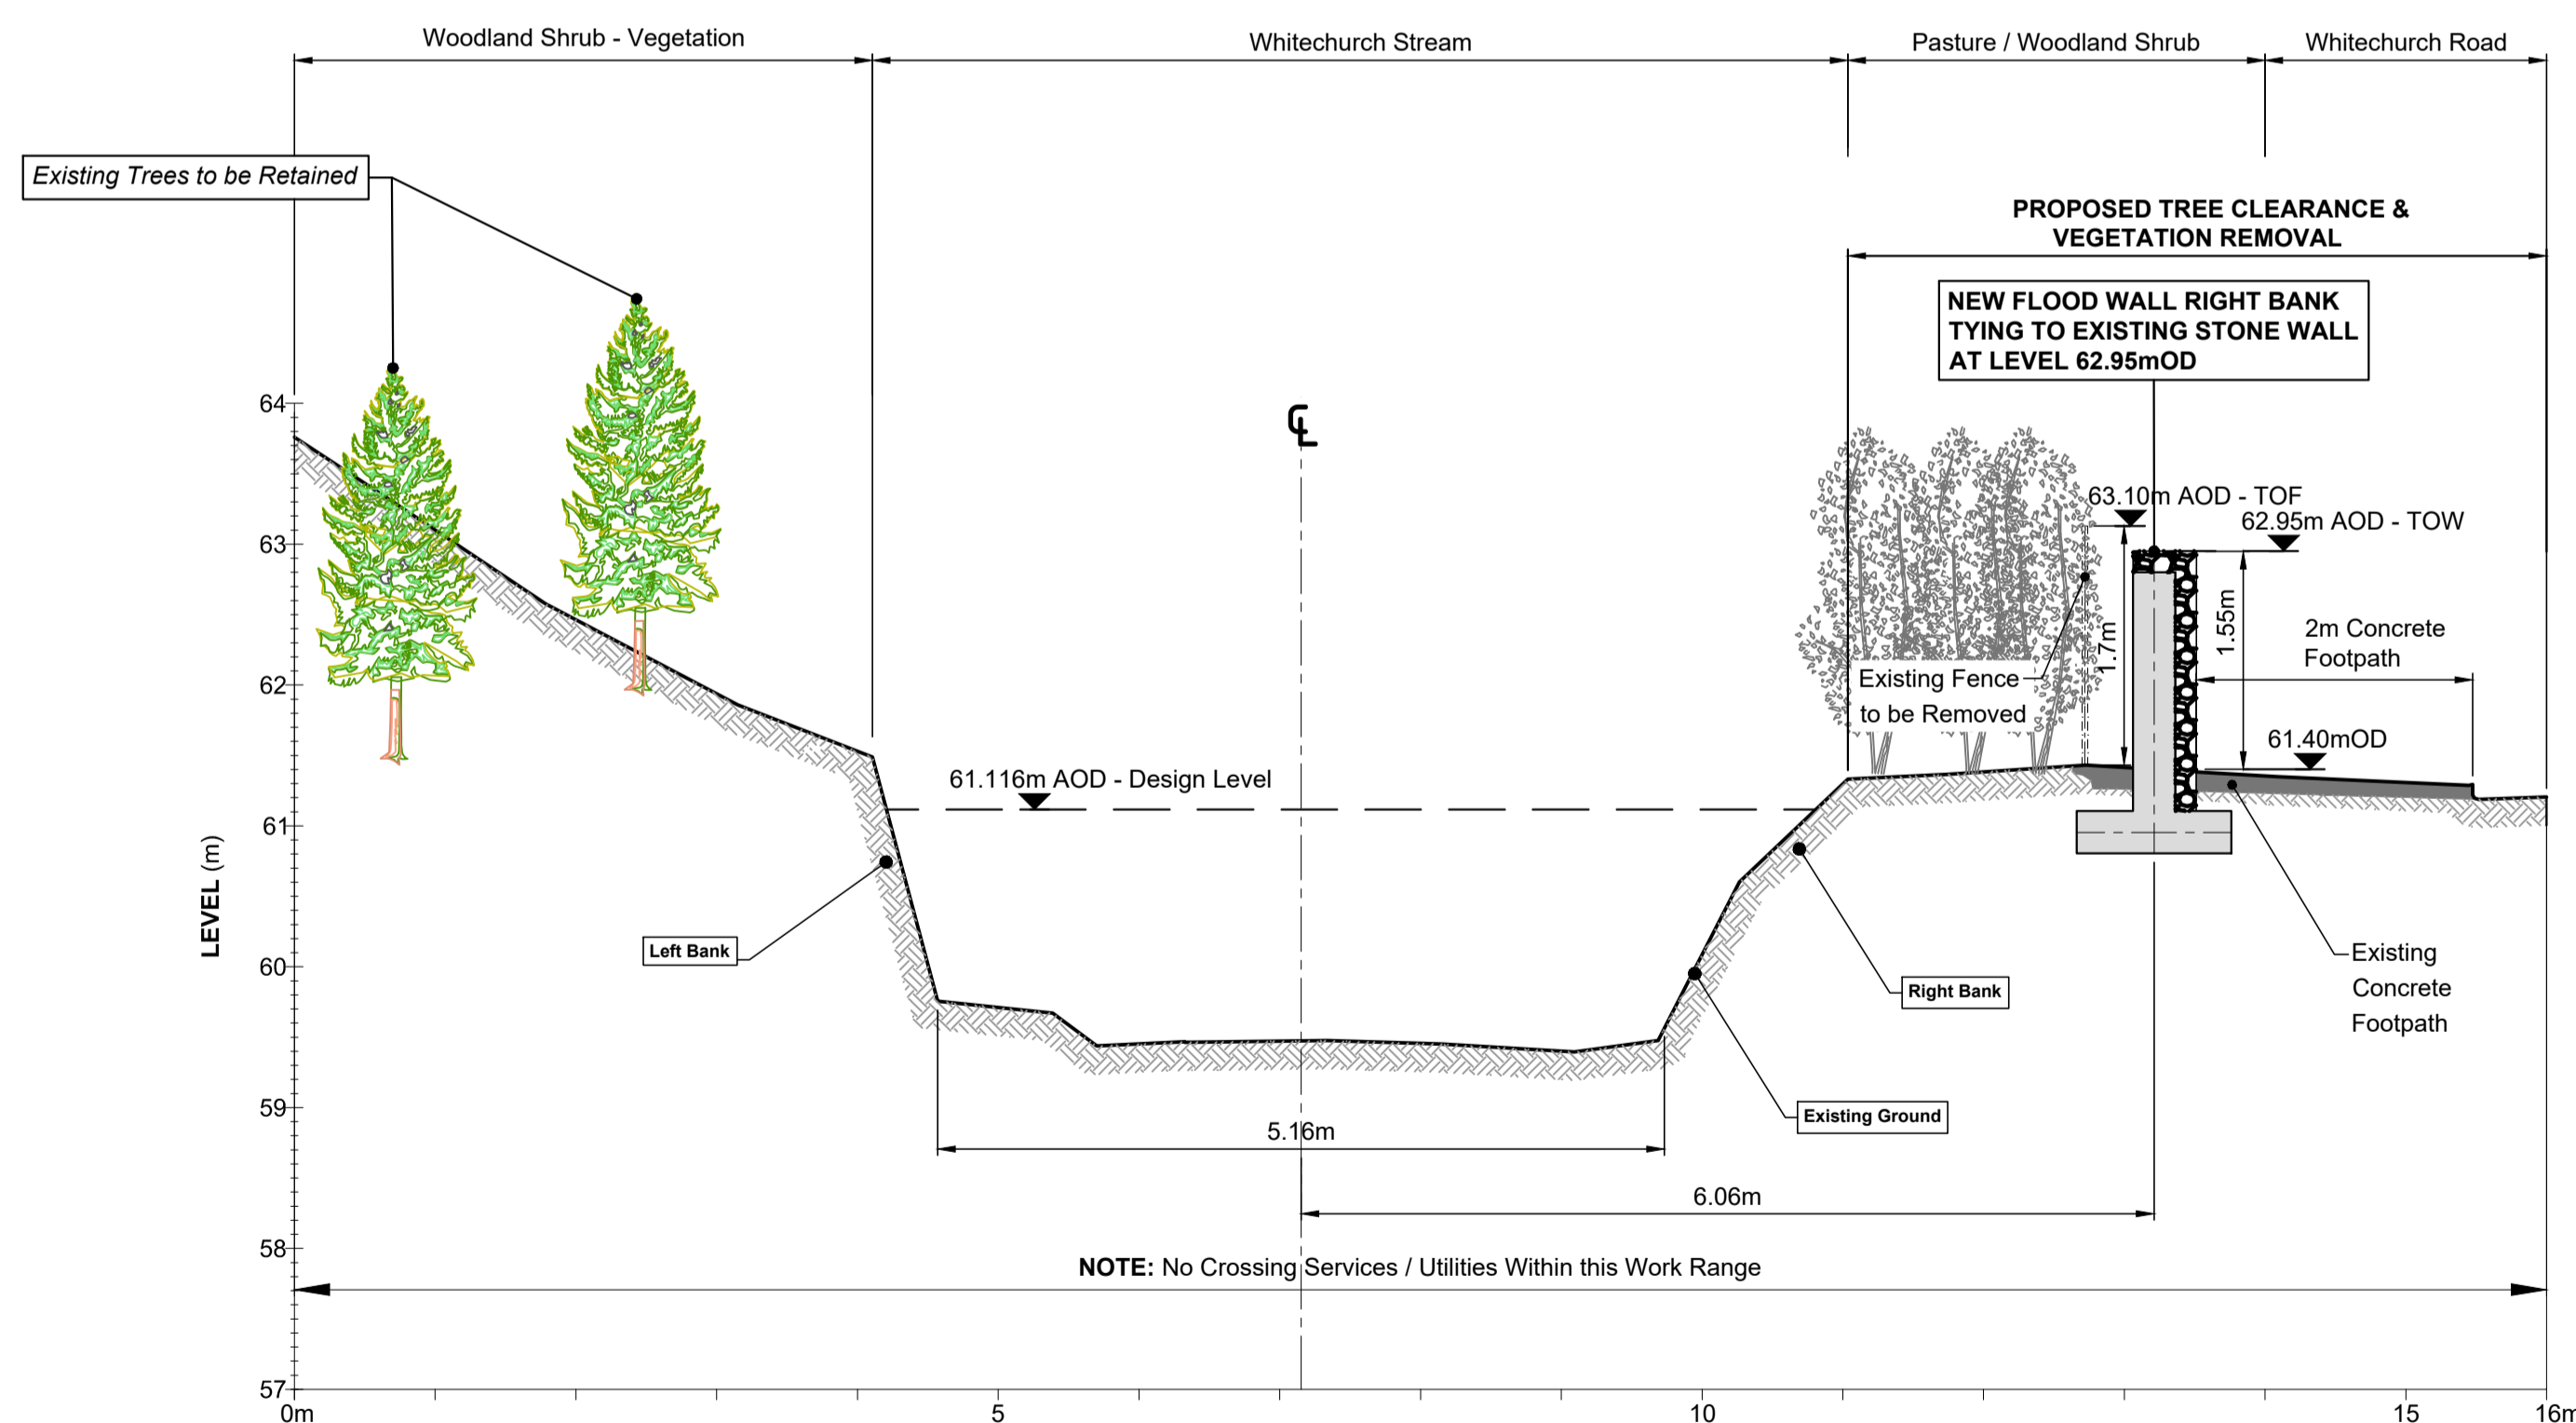 Woodland Shrub - Vegetation
Whitechurch Stream
Pasture / Woodland Shrub
Whitechurch Road
Existing Trees to be Retained
PROPOSED TREE CLEARANCE &
VEGETATION REMOVAL
NEW FLOOD WALL RIGHT BANK
TYING TO EXISTING STONE WALL
AT LEVEL 62.95mOD
℄
63.10m AOD - TOF
62.95m AOD - TOW
1.7m
1.55m
2m Concrete
Footpath
Existing Fence
to be Removed
61.40mOD
61.116m AOD - Design Level
Left Bank
Right Bank
Existing Ground
Existing
Concrete
Footpath
5.16m
6.06m
NOTE: No Crossing Services / Utilities Within this Work Range
LEVEL (m)
64
63
62
61
60
59
58
57
0m
5
10
15
16m